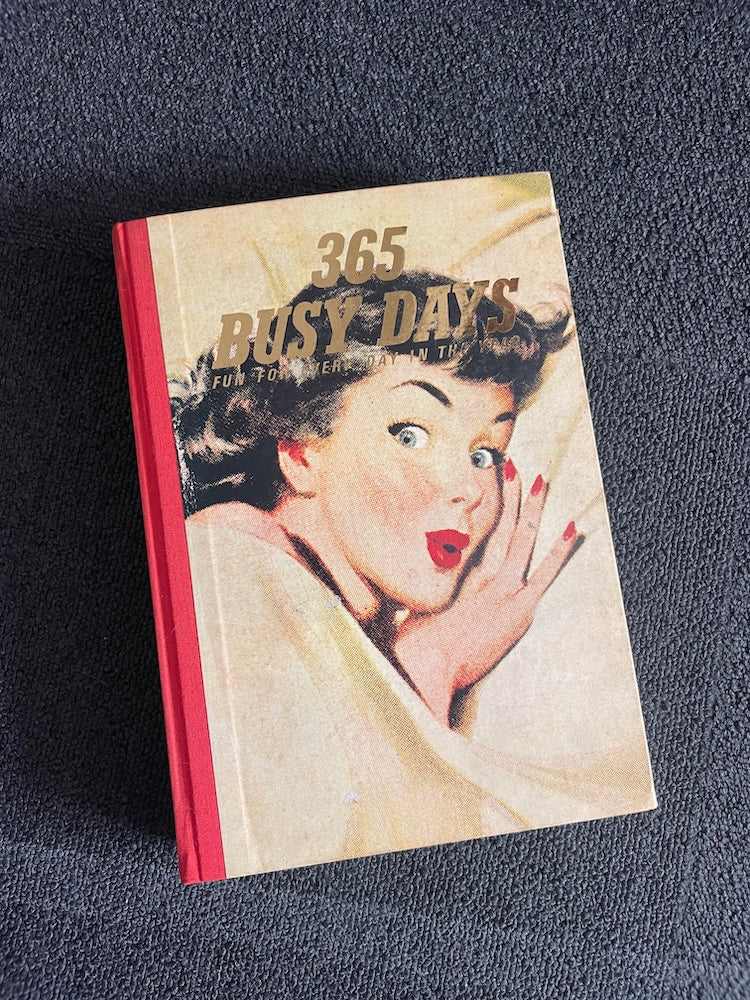 365
BUSY DAYS
FUN FOR EVERY DAY IN THE YEAR